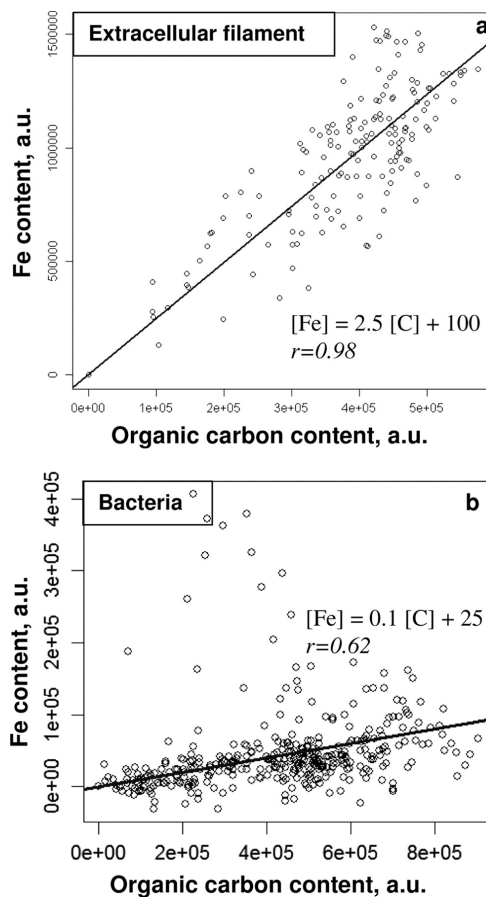 Extracellular filament
a
1500000
1000000
500000
0
Fe content, a.u.
[Fe] = 2.5 [C] + 100
r=0.98
0e+00 1e+05 2e+05 3e+05 4e+05 5e+05
Organic carbon content, a.u.
Bacteria
b
4e+05
3e+05
2e+05
1e+05
0e+00
Fe content, a.u.
[Fe] = 0.1 [C] + 25
r=0.62
0e+00 2e+05 4e+05 6e+05 8e+05
Organic carbon content, a.u.